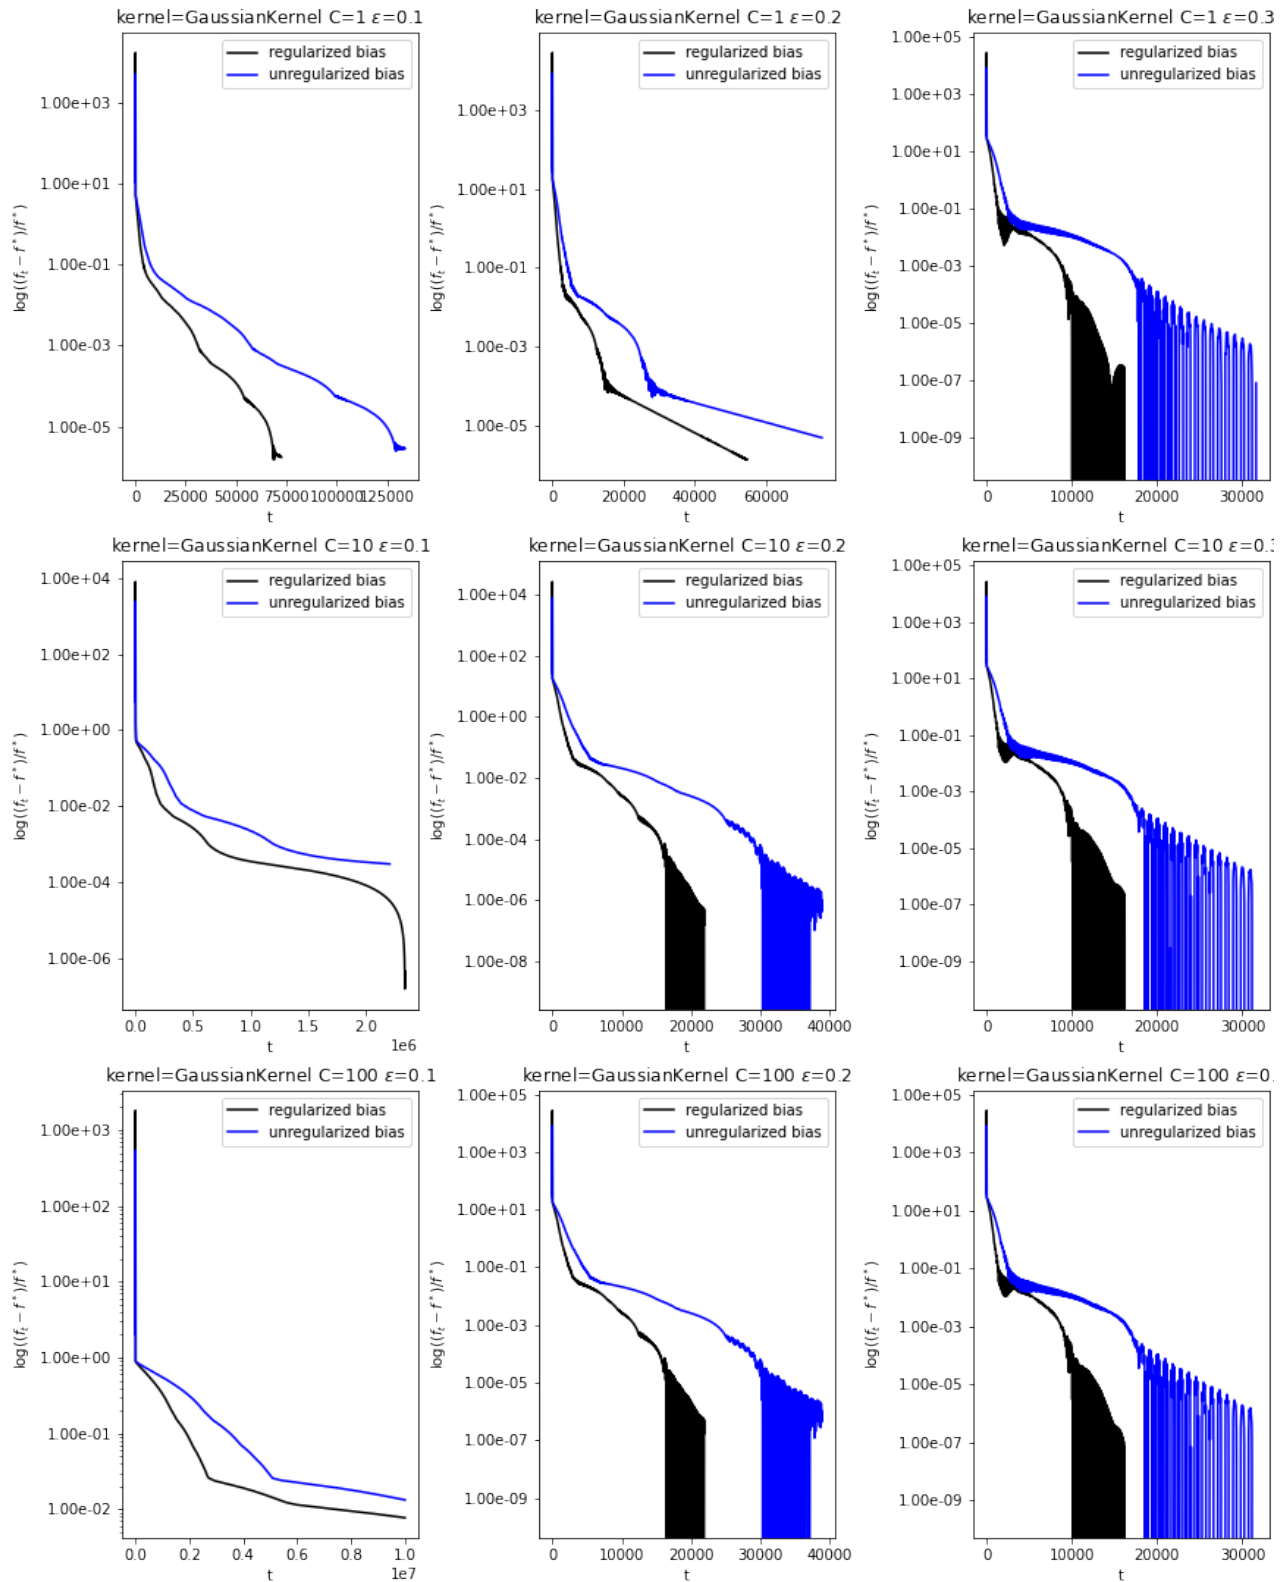 kernel=GaussianKernel C=1 ε=0.1
regularized bias
unregularized bias
1.00e+03
1.00e+01
1.00e-01
1.00e-03
1.00e-05
log((f_t − f*)/f*)
0 25000 50000 75000 100000 125000
t
kernel=GaussianKernel C=1 ε=0.2
regularized bias
unregularized bias
1.00e+03
1.00e+01
1.00e-01
1.00e-03
1.00e-05
log((f_t − f*)/f*)
0 20000 40000 60000
t
kernel=GaussianKernel C=1 ε=0.3
regularized bias
unregularized bias
1.00e+05
1.00e+03
1.00e+01
1.00e-01
1.00e-03
1.00e-05
1.00e-07
1.00e-09
log((f_t − f*)/f*)
0 10000 20000 30000
t
kernel=GaussianKernel C=10 ε=0.1
regularized bias
unregularized bias
1.00e+04
1.00e+02
1.00e+00
1.00e-02
1.00e-04
1.00e-06
log((f_t − f*)/f*)
0.0 0.5 1.0 1.5 2.0
1e6
t
kernel=GaussianKernel C=10 ε=0.2
regularized bias
unregularized bias
1.00e+04
1.00e+02
1.00e+00
1.00e-02
1.00e-04
1.00e-06
1.00e-08
log((f_t − f*)/f*)
0 10000 20000 30000 40000
t
kernel=GaussianKernel C=10 ε=0.3
regularized bias
unregularized bias
1.00e+05
1.00e+03
1.00e+01
1.00e-01
1.00e-03
1.00e-05
1.00e-07
1.00e-09
log((f_t − f*)/f*)
0 10000 20000 30000
t
kernel=GaussianKernel C=100 ε=0.1
regularized bias
unregularized bias
1.00e+03
1.00e+02
1.00e+01
1.00e+00
1.00e-01
1.00e-02
log((f_t − f*)/f*)
0.0 0.2 0.4 0.6 0.8 1.0
1e7
t
kernel=GaussianKernel C=100 ε=0.2
regularized bias
unregularized bias
1.00e+05
1.00e+03
1.00e+01
1.00e-01
1.00e-03
1.00e-05
1.00e-07
1.00e-09
log((f_t − f*)/f*)
0 10000 20000 30000 40000
t
kernel=GaussianKernel C=100 ε=0.
regularized bias
unregularized bias
1.00e+05
1.00e+03
1.00e+01
1.00e-01
1.00e-03
1.00e-05
1.00e-07
1.00e-09
log((f_t − f*)/f*)
0 10000 20000 30000
t